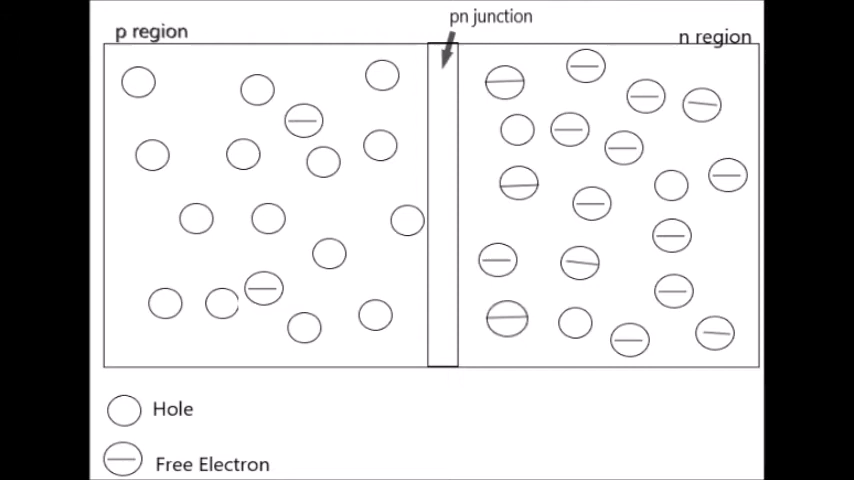 pn junction
p region
n region
Hole
Free Electron